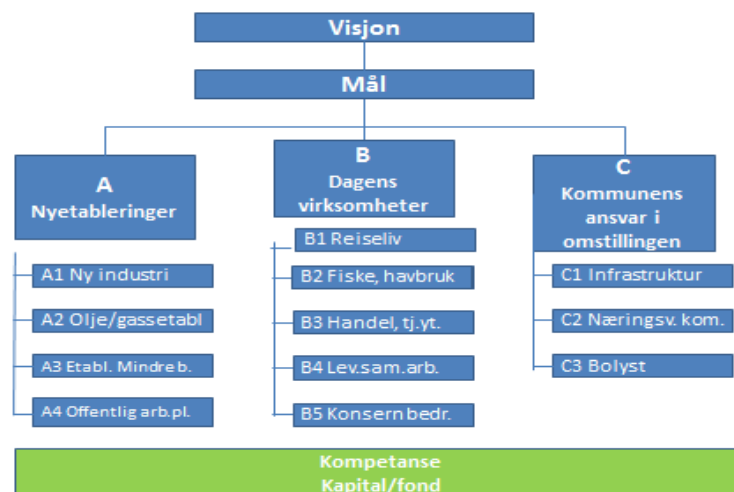 Visjon
Mål
A
Nyetableringer
A1 Ny industri
A2 Olje/gassetabl
A3 Etabl. Mindre b.
A4 Offentlig arb.pl.
B
Dagens
virksomheter
B1 Reiseliv
B2 Fiske, havbruk
B3 Handel, tj.yt.
B4 Lev.sam.arb.
B5 Konsern bedr.
C
Kommunens
ansvar i
omstillingen
C1 Infrastruktur
C2 Næringsv. kom.
C3 Bolyst
Kompetanse
Kapital/fond